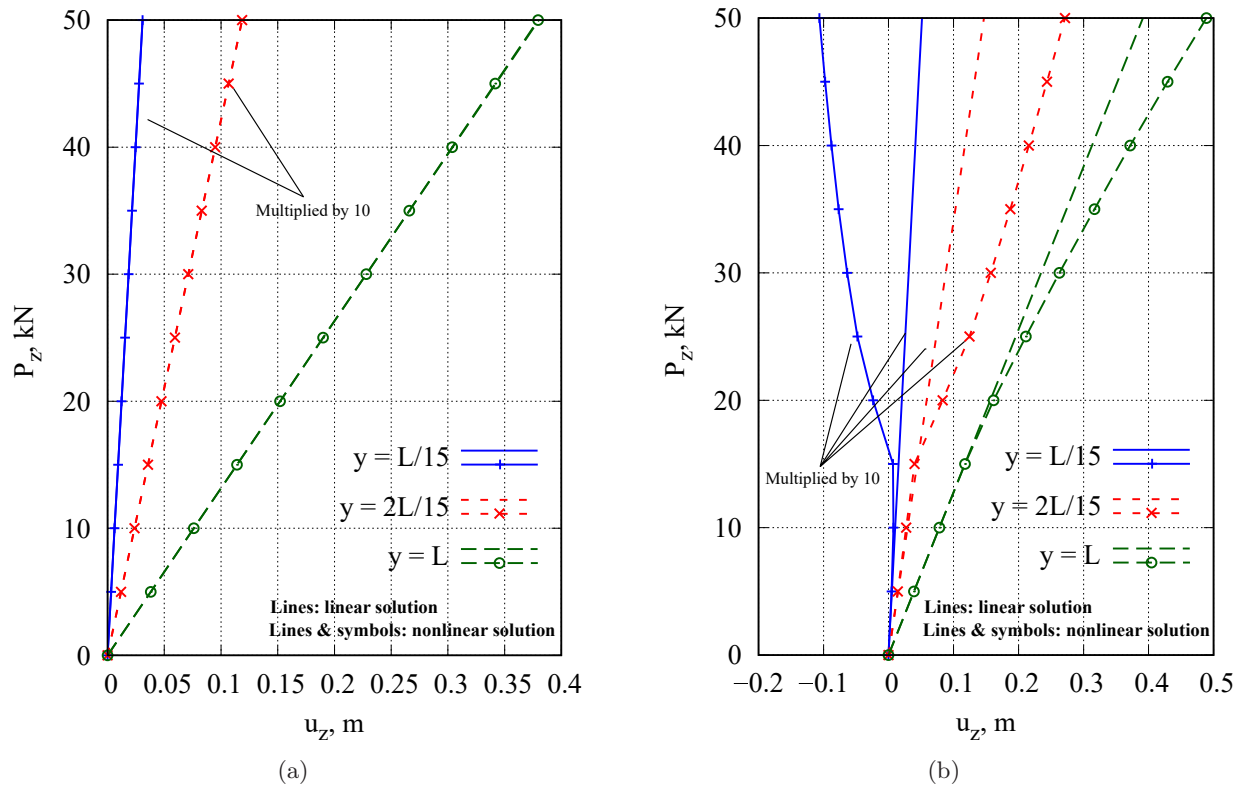 50
40
30
20
10
0
P_z, kN
Multiplied by 10
y = L/15
y = 2L/15
y = L
Lines: linear solution
Lines & symbols: nonlinear solution
0 0.05 0.1 0.15 0.2 0.25 0.3 0.35 0.4
u_z, m
(a)
50
40
30
20
10
0
P_z, kN
Multiplied by 10
y = L/15
y = 2L/15
y = L
Lines: linear solution
Lines & symbols: nonlinear solution
−0.2 −0.1 0 0.1 0.2 0.3 0.4 0.5
u_z, m
(b)